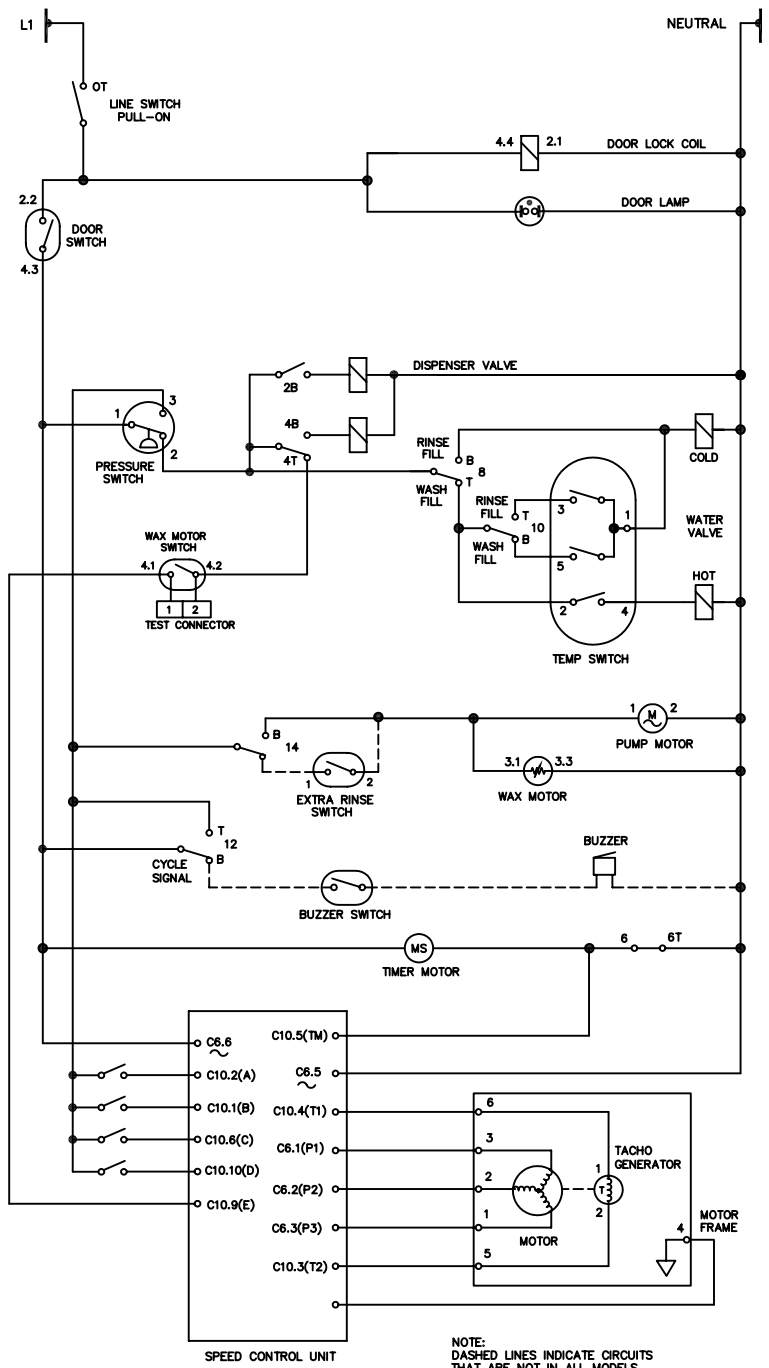 L1
NEUTRAL
OT
LINE SWITCH
PULL-ON
4.4
2.1
DOOR LOCK COIL
2.2
DOOR
SWITCH
4.3
DOOR LAMP
DISPENSER VALVE
2B
4B
4T
3
1
2
PRESSURE
SWITCH
RINSE
FILL
B
8
T
WASH
FILL
COLD
RINSE
FILL
T
10
B
WASH
FILL
3
1
5
2
4
WATER
VALVE
HOT
TEMP SWITCH
WAX MOTOR
SWITCH
4.1
4.2
1
2
TEST CONNECTOR
B
14
1
2
EXTRA RINSE
SWITCH
1
M
2
PUMP MOTOR
3.1
3.3
WAX MOTOR
T
12
B
CYCLE
SIGNAL
BUZZER
BUZZER SWITCH
MS
TIMER MOTOR
6
6T
C6.6
C10.2(A)
C10.1(B)
C10.6(C)
C10.10(D)
C10.9(E)
C10.5(TM)
C6.5
C10.4(T1)
C6.1(P1)
C6.2(P2)
C6.3(P3)
C10.3(T2)
6
3
2
1
5
MOTOR
TACHO
GENERATOR
1
T
2
4
MOTOR
FRAME
SPEED CONTROL UNIT
NOTE:
DASHED LINES INDICATE CIRCUITS
THAT ARE NOT IN ALL MODELS